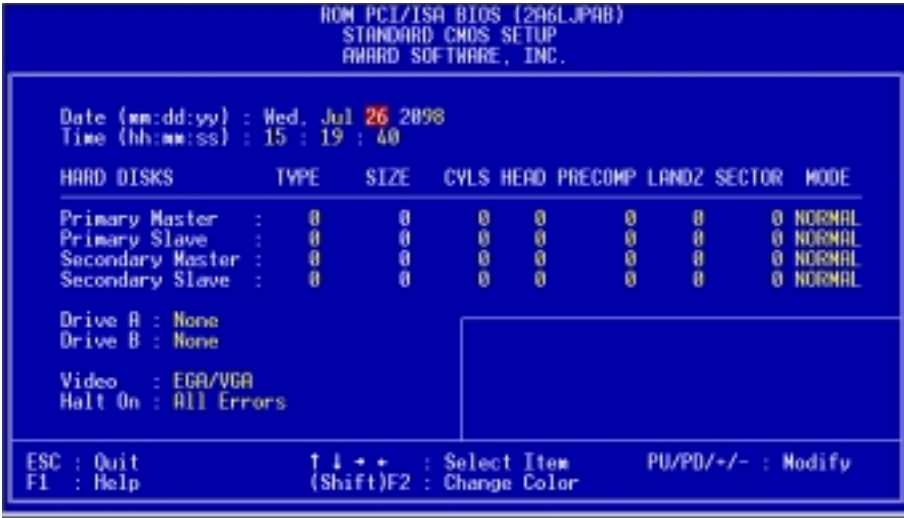 ROM PCI/ISA BIOS (2A6LJPAB)
STANDARD CMOS SETUP
AWARD SOFTWARE, INC.
Date (mm:dd:yy) : Wed, Jul 26 2098
Time (hh:mm:ss) : 15 : 19 : 40
HARD DISKS TYPE SIZE CYLS HEAD PRECOMP LANDZ SECTOR MODE
Primary Master : 0 0 0 0 0 0 0 NORMAL
Primary Slave : 0 0 0 0 0 0 0 NORMAL
Secondary Master : 0 0 0 0 0 0 0 NORMAL
Secondary Slave : 0 0 0 0 0 0 0 NORMAL
Drive A : None
Drive B : None
Video : EGA/VGA
Halt On : All Errors
ESC : Quit ↑ ↓ → ← : Select Item PU/PD/+/- : Modify
F1 : Help (Shift)F2 : Change Color